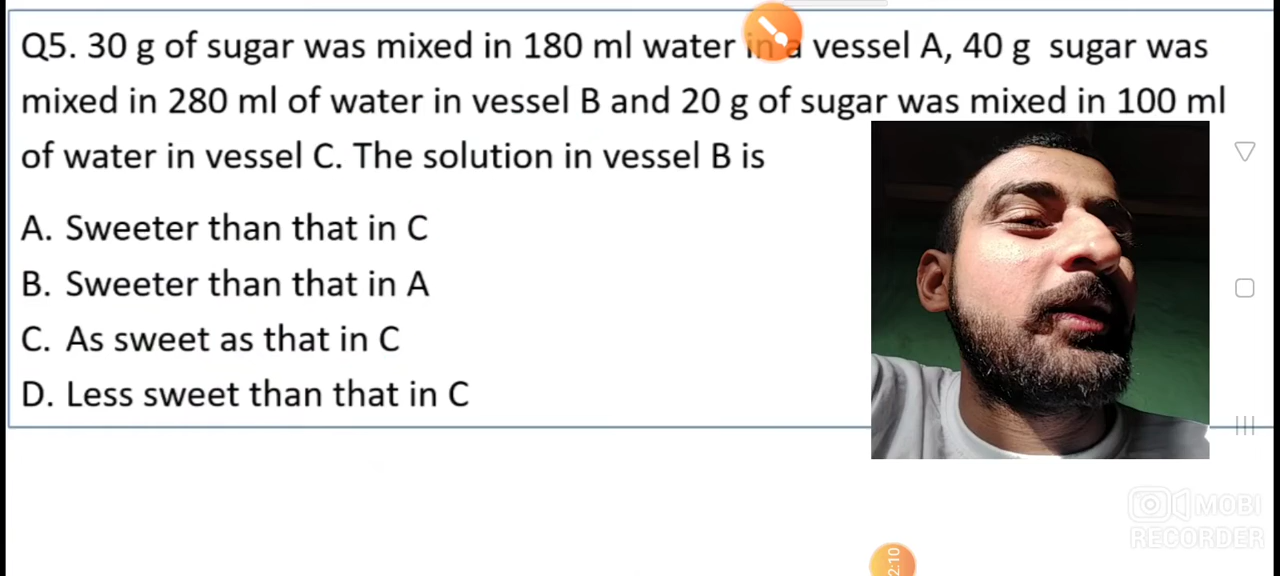 Q5. 30 g of sugar was mixed in 180 ml water in a vessel A, 40 g sugar was
mixed in 280 ml of water in vessel B and 20 g of sugar was mixed in 100 ml
of water in vessel C. The solution in vessel B is
A. Sweeter than that in C
B. Sweeter than that in A
C. As sweet as that in C
D. Less sweet than that in C
MOBI
RECORDER
2:10